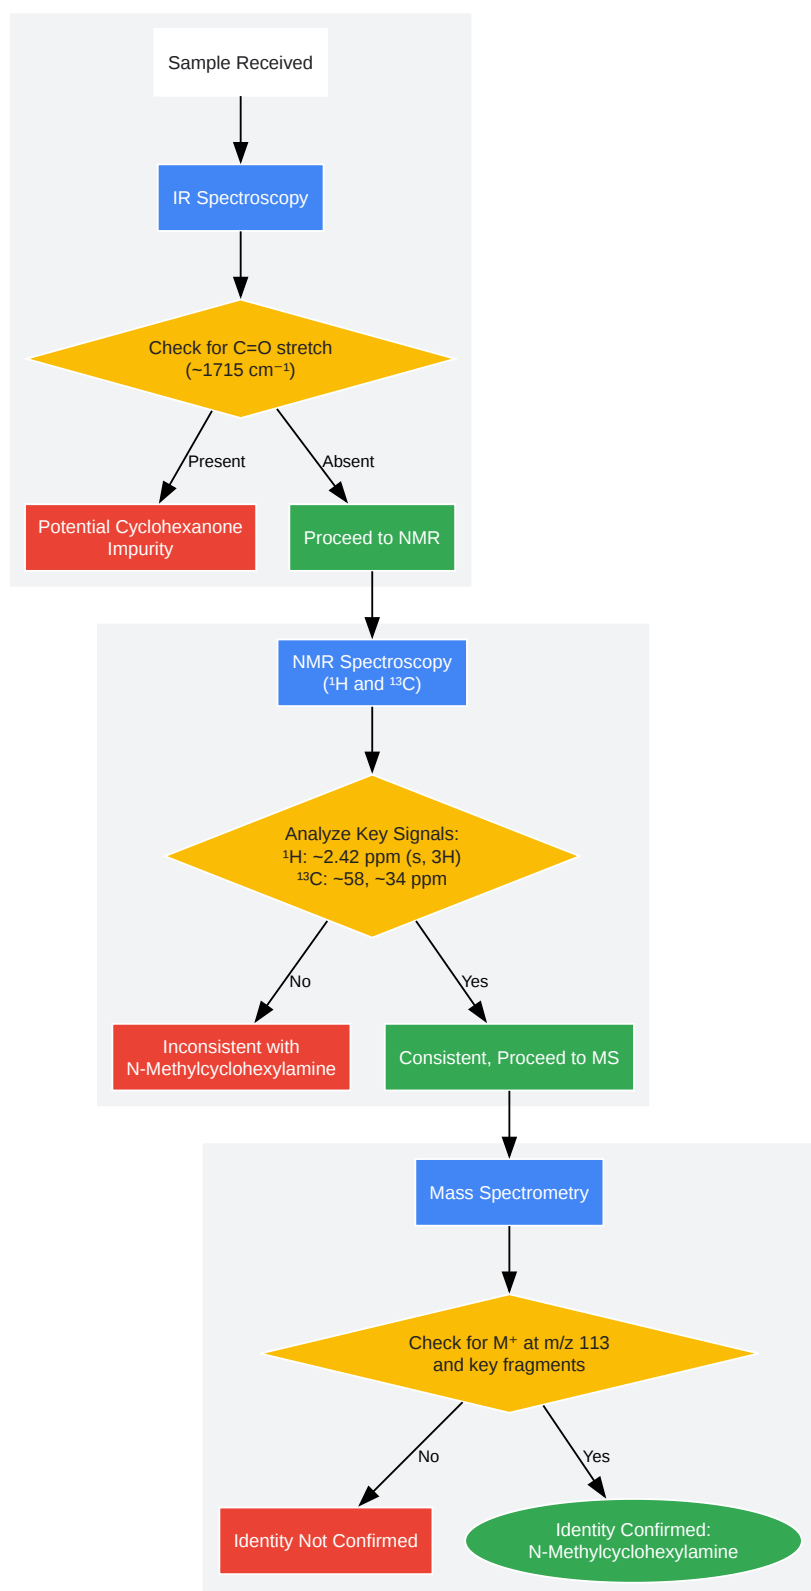 Sample Received
IR Spectroscopy
Check for C=O stretch
(~1715 cm⁻¹)
Present
Absent
Potential Cyclohexanone
Impurity
Proceed to NMR
NMR Spectroscopy
(¹H and ¹³C)
Analyze Key Signals:
¹H: ~2.42 ppm (s, 3H)
¹³C: ~58, ~34 ppm
No
Yes
Inconsistent with
N-Methylcyclohexylamine
Consistent, Proceed to MS
Mass Spectrometry
Check for M⁺ at m/z 113
and key fragments
No
Yes
Identity Not Confirmed
Identity Confirmed:
N-Methylcyclohexylamine